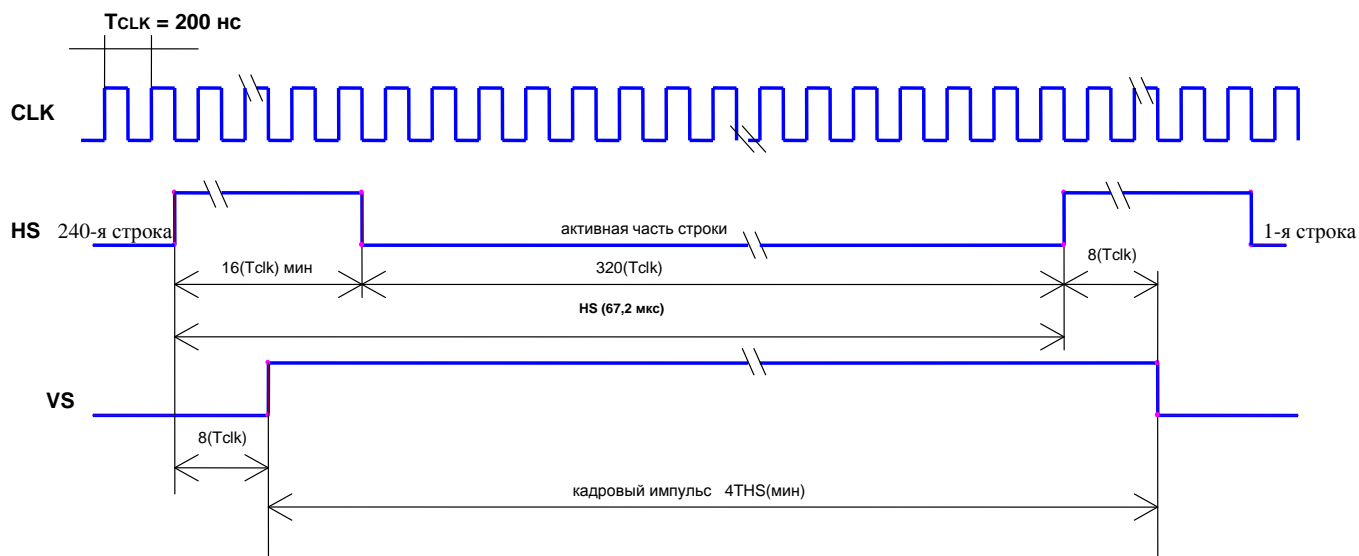 TCLK = 200 нс
CLK
HS 240-я строка
активная часть строки
1-я строка
16(Tclk) мин
320(Tclk)
8(Tclk)
HS (67,2 мкс)
VS
8(Tclk)
кадровый импульс 4THS(мин)